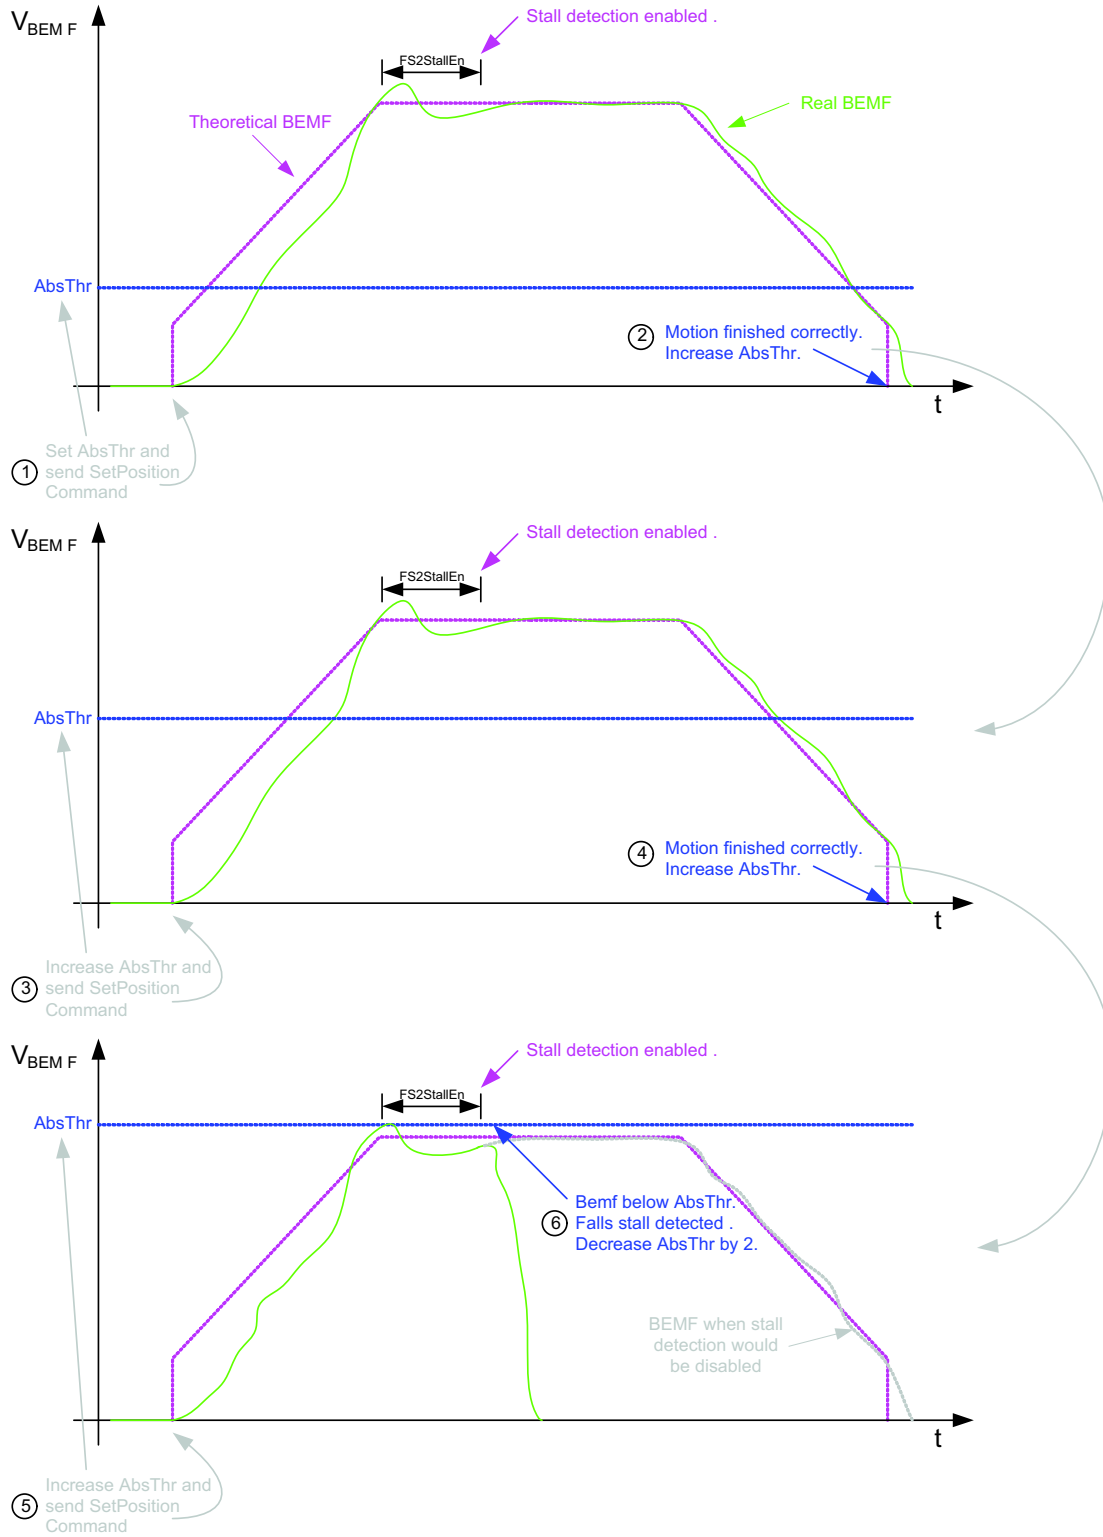 V BEM F
Stall detection enabled .
FS2StallEn
Theoretical BEMF
Real BEMF
AbsThr
2 Motion finished correctly.
Increase AbsThr.
t
1 Set AbsThr and
send SetPosition
Command
V BEM F
Stall detection enabled .
FS2StallEn
AbsThr
4 Motion finished correctly.
Increase AbsThr.
t
3 Increase AbsThr and
send SetPosition
Command
V BEM F
Stall detection enabled .
FS2StallEn
AbsThr
6 Bemf below AbsThr.
Falls stall detected .
Decrease AbsThr by 2.
BEMF when stall
detection would
be disabled
t
5 Increase AbsThr and
send SetPosition
Command